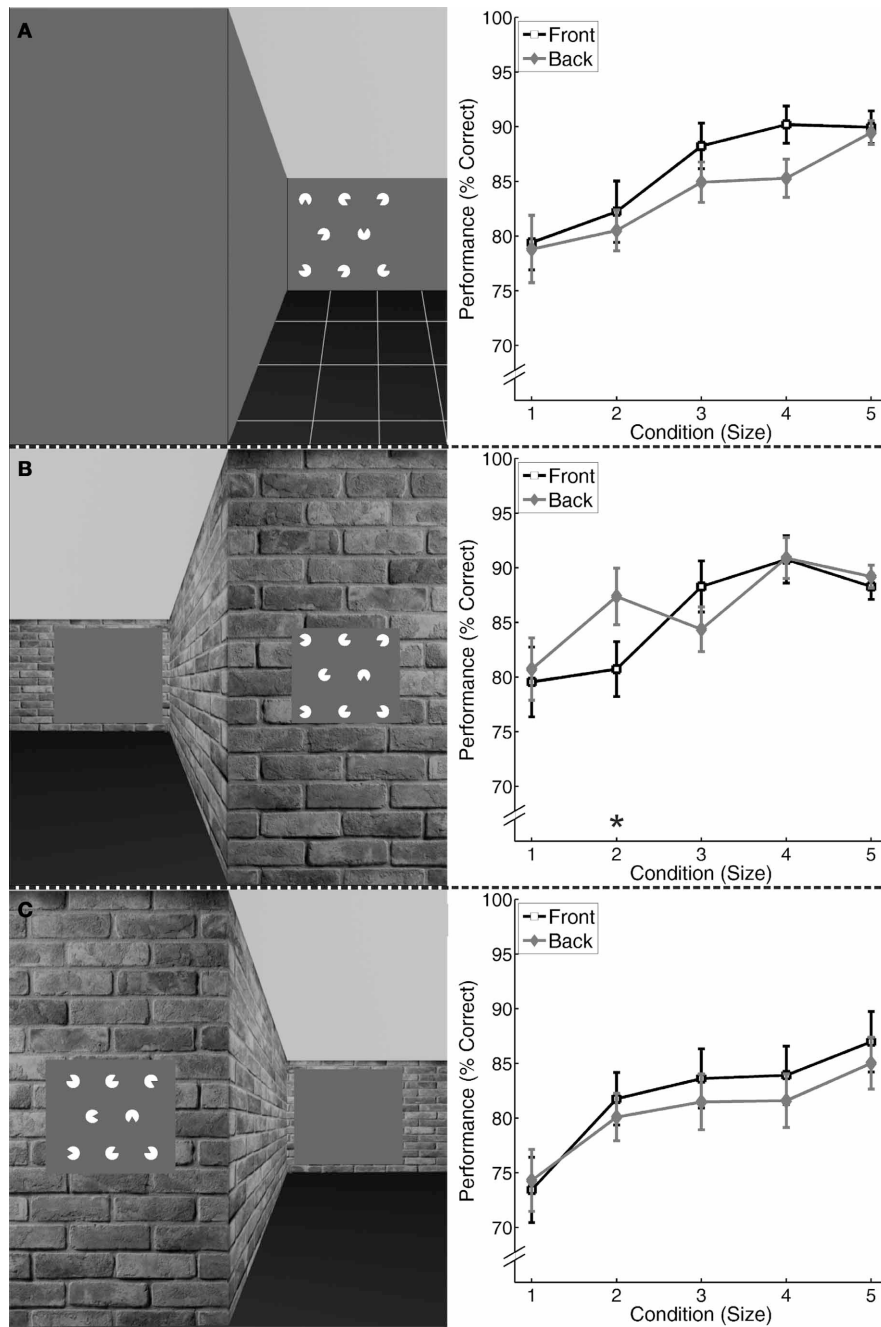 A
100
95
90
85
80
75
70
Performance (% Correct)
Front
Back
1 2 3 4 5
Condition (Size)
B
100
95
90
85
80
75
70
Performance (% Correct)
Front
Back
*
1 2 3 4 5
Condition (Size)
C
100
95
90
85
80
75
70
Performance (% Correct)
Front
Back
1 2 3 4 5
Condition (Size)